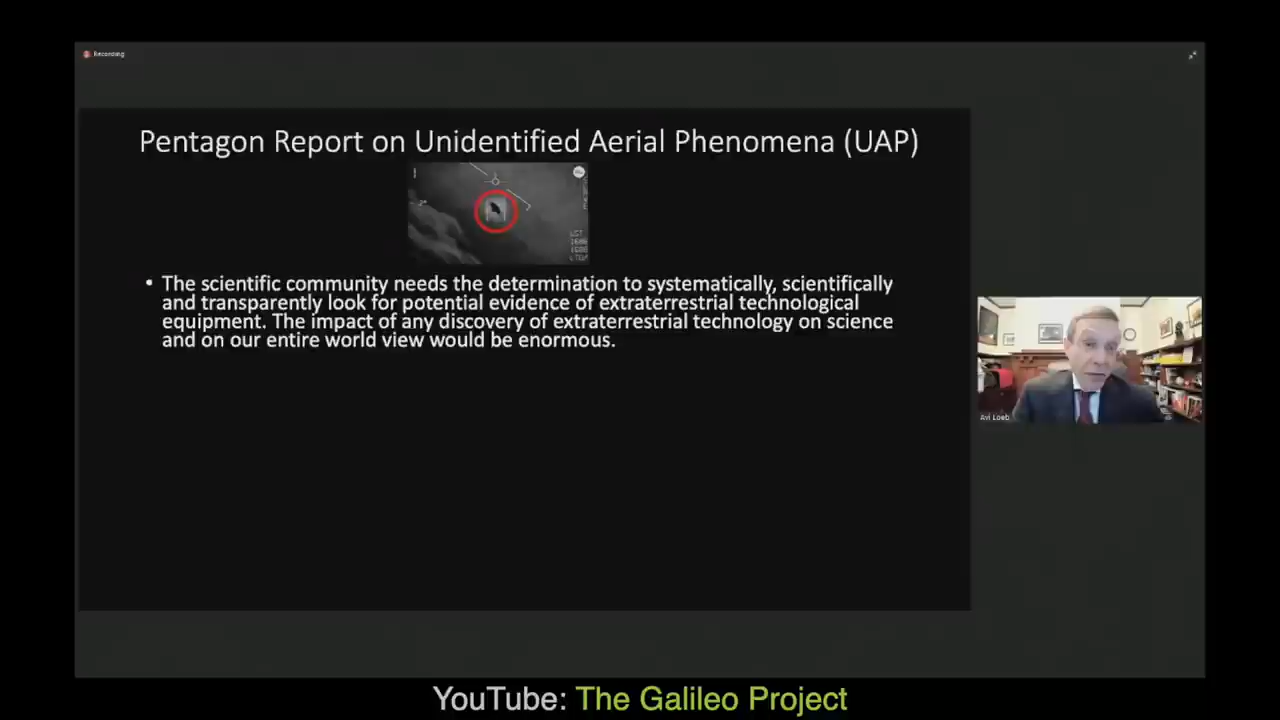 Recording
Pentagon Report on Unidentified Aerial Phenomena (UAP)
• The scientific community needs the determination to systematically, scientifically
and transparently look for potential evidence of extraterrestrial technological
equipment. The impact of any discovery of extraterrestrial technology on science
and on our entire world view would be enormous.
Avi Loeb
YouTube: The Galileo Project